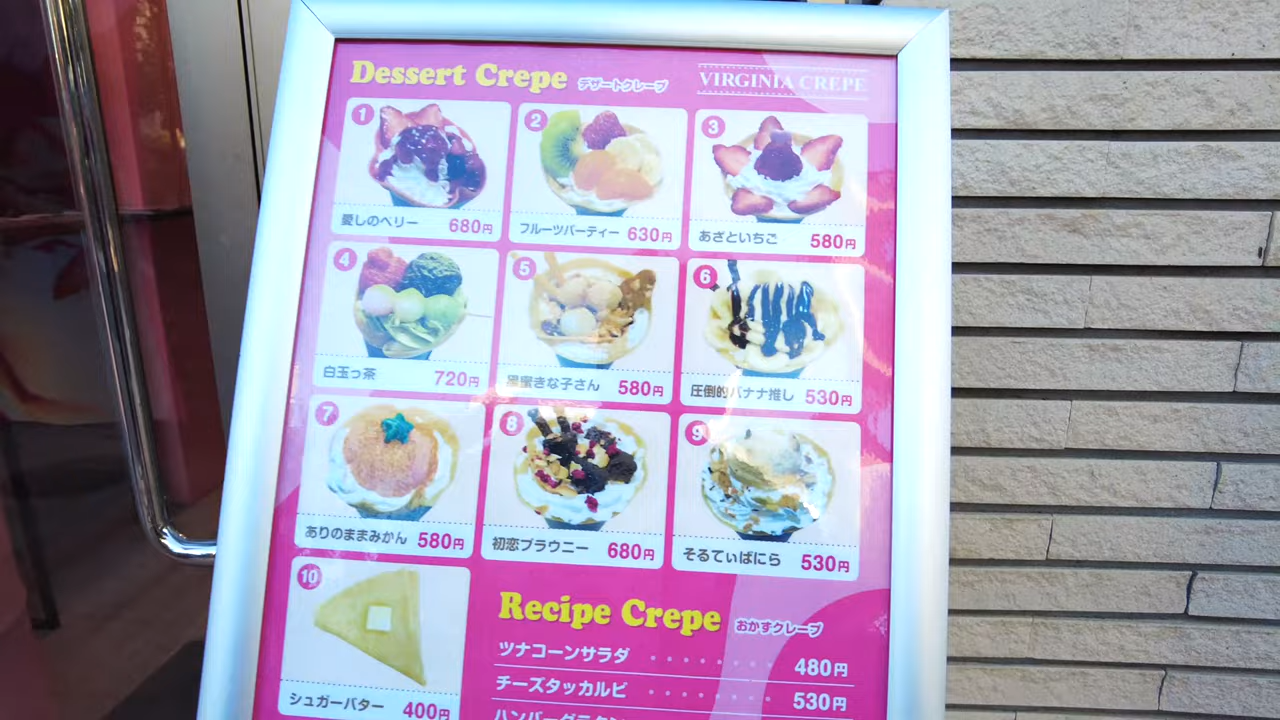 Dessert Crepe デザートクレープ
VIRGINIA CREPE
1
愛しのベリー 680円
2
フルーツパーティー 630円
3
あざといちご 580円
4
白玉っ茶 720円
5
黒蜜きな子さん 580円
6
圧倒的バナナ推し 530円
7
ありのままみかん 580円
8
初恋ブラウニー 680円
9
そるてぃばにら 530円
10
シュガーバター 400円
Recipe Crepe おかずクレープ
ツナコーンサラダ ........ 480円
チーズタッカルビ ........ 530円